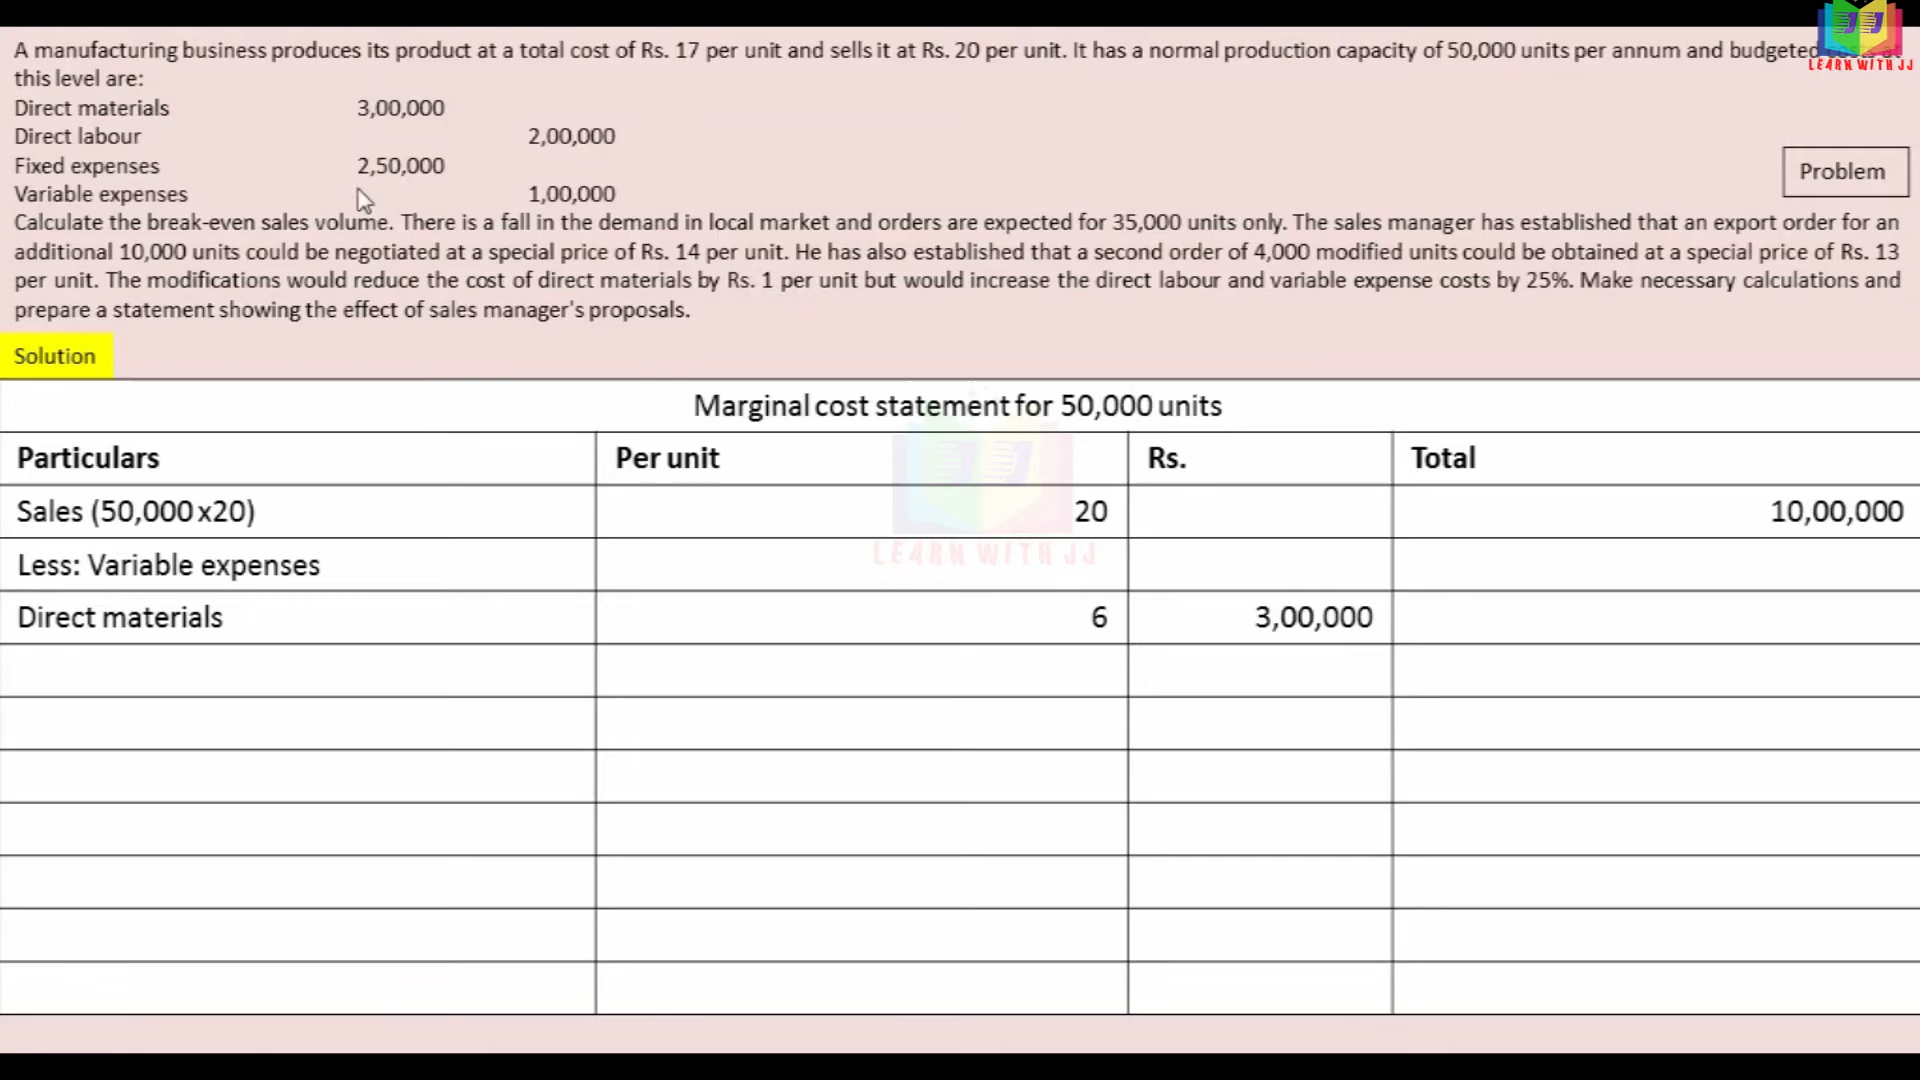 A manufacturing business produces its product at a total cost of Rs. 17 per unit and sells it at Rs. 20 per unit. It has a normal production capacity of 50,000 units per annum and budgeted costs at
this level are:
Direct materials 3,00,000
Direct labour 2,00,000
Fixed expenses 2,50,000
Variable expenses 1,00,000
Calculate the break-even sales volume. There is a fall in the demand in local market and orders are expected for 35,000 units only. The sales manager has established that an export order for an
additional 10,000 units could be negotiated at a special price of Rs. 14 per unit. He has also established that a second order of 4,000 modified units could be obtained at a special price of Rs. 13
per unit. The modifications would reduce the cost of direct materials by Rs. 1 per unit but would increase the direct labour and variable expense costs by 25%. Make necessary calculations and
prepare a statement showing the effect of sales manager's proposals.
JJ
LEARN WITH JJ
Problem
Solution
Marginal cost statement for 50,000 units
Particulars Per unit Rs. Total
Sales (50,000x20) 20 10,00,000
Less: Variable expenses
Direct materials 6 3,00,000
LEARN WITH JJ